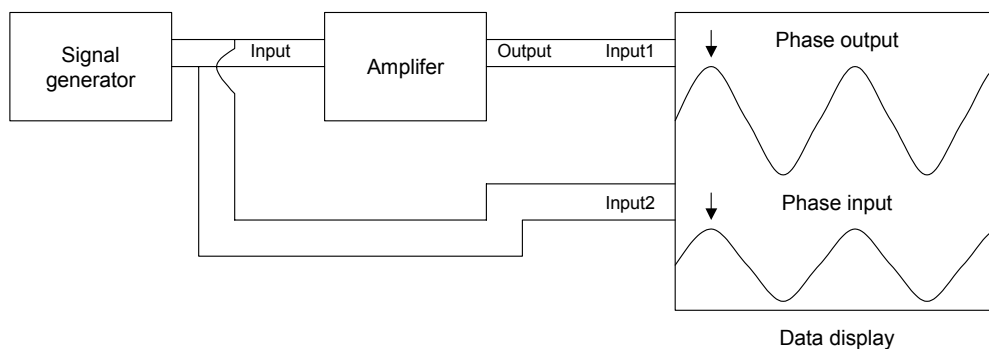 Signal
generator
Input
Amplifer
Output
Input1
Phase output
Input2
Phase input
Data display